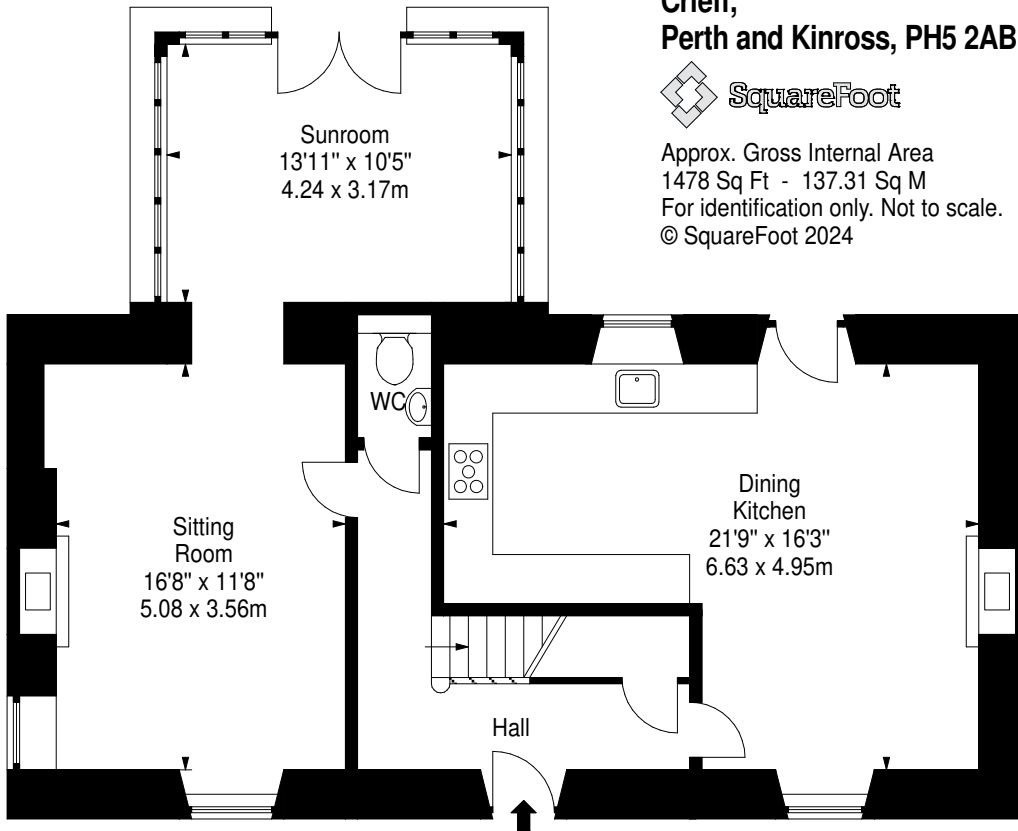 Crieff,
Perth and Kinross, PH5 2AB
SquareFoot
Approx. Gross Internal Area
1478 Sq Ft - 137.31 Sq M
For identification only. Not to scale.
© SquareFoot 2024
Sunroom
13'11" x 10'5"
4.24 x 3.17m
WC
Sitting
Room
16'8" x 11'8"
5.08 x 3.56m
Dining
Kitchen
21'9" x 16'3"
6.63 x 4.95m
Hall